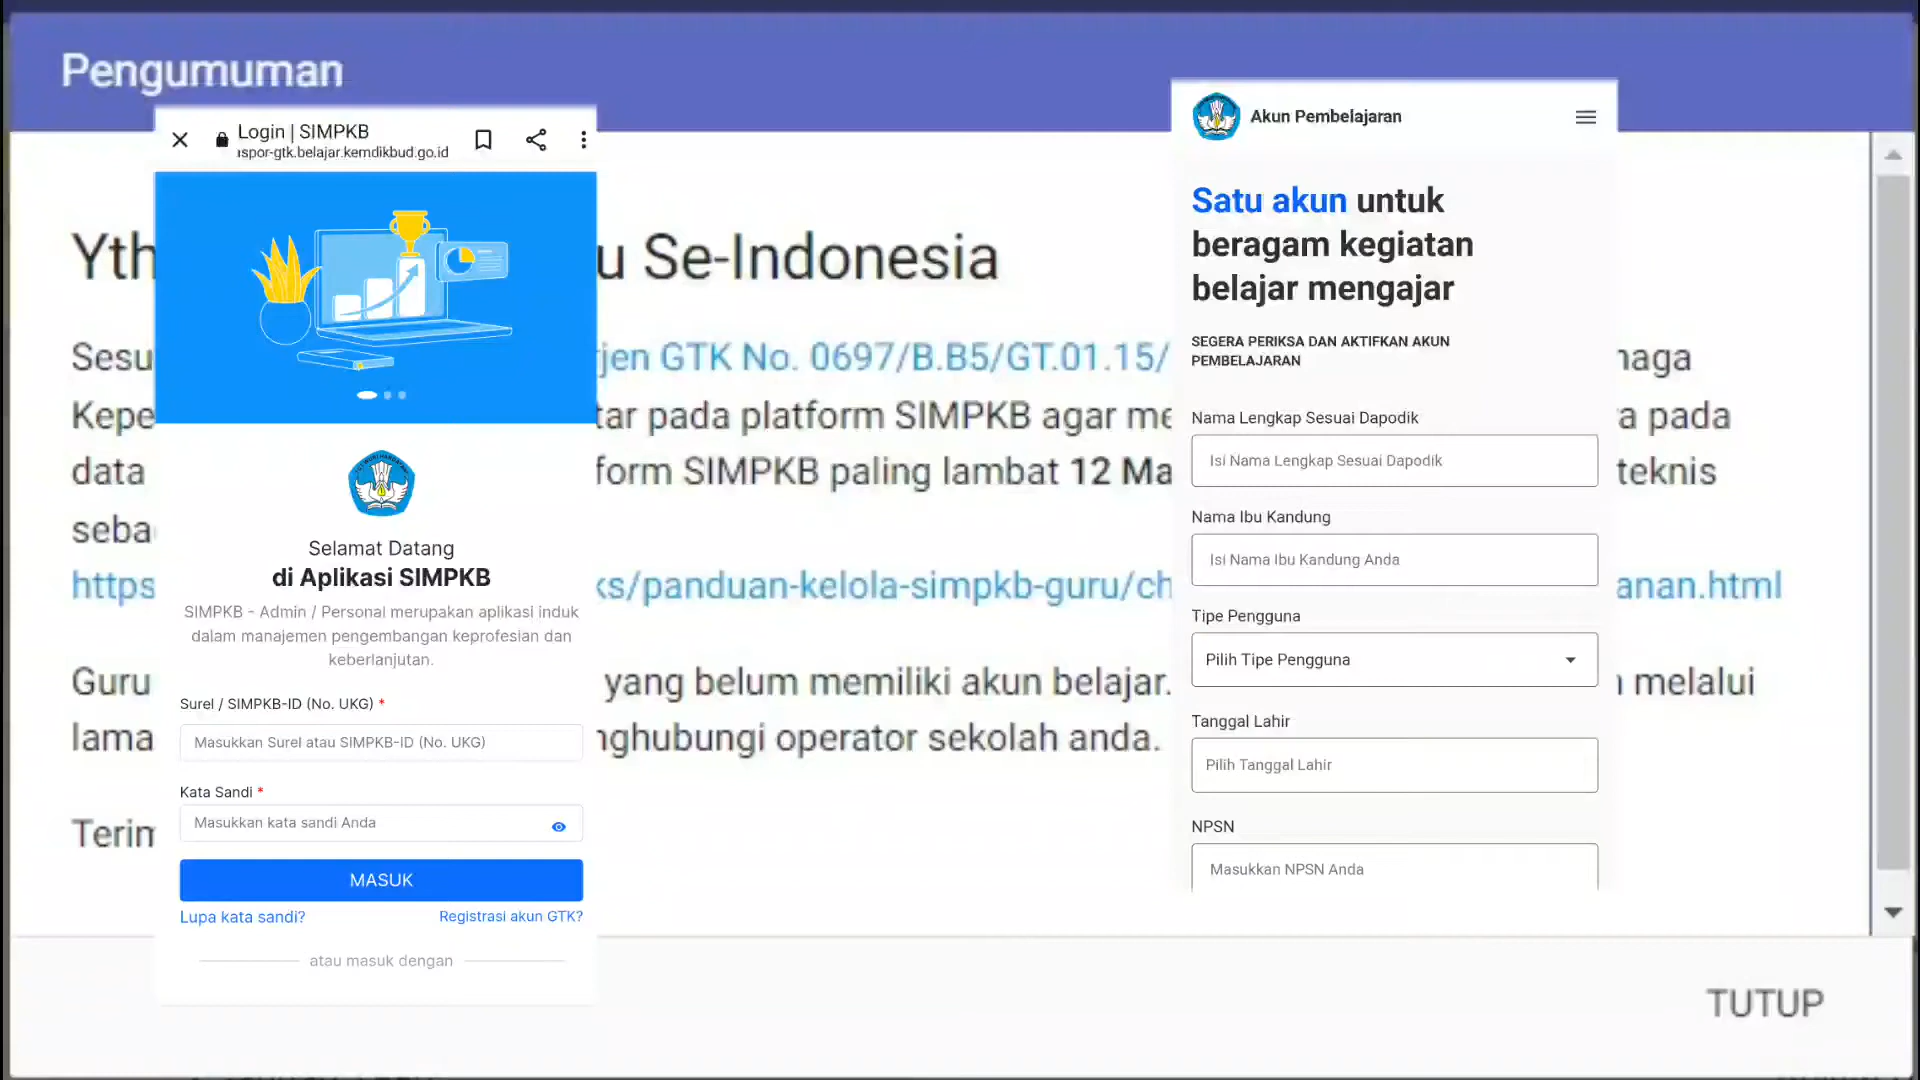 Pengumuman
Login | SIMPKB
aspor-gtk.belajar.kemdikbud.go.id
Selamat Datang
di Aplikasi SIMPKB
SIMPKB - Admin / Personal merupakan aplikasi induk
dalam manajemen pengembangan keprofesian dan
keberlanjutan.
Surel / SIMPKB-ID (No. UKG) *
Masukkan Surel atau SIMPKB-ID (No. UKG)
Kata Sandi *
Masukkan kata sandi Anda
MASUK
Lupa kata sandi?
Registrasi akun GTK?
atau masuk dengan
Yth u Se-Indonesia
Sesu jen GTK No. 0697/B.B5/GT.01.15/ naga
Kepe tar pada platform SIMPKB agar me a pada
data form SIMPKB paling lambat 12 Ma teknis
seba
https ks/panduan-kelola-simpkb-guru/ch anan.html
Guru yang belum memiliki akun belajar. melalui
lama nghubungi operator sekolah anda.
Terim
Akun Pembelajaran
Satu akun untuk
beragam kegiatan
belajar mengajar
SEGERA PERIKSA DAN AKTIFKAN AKUN
PEMBELAJARAN
Nama Lengkap Sesuai Dapodik
Isi Nama Lengkap Sesuai Dapodik
Nama Ibu Kandung
Isi Nama Ibu Kandung Anda
Tipe Pengguna
Pilih Tipe Pengguna
Tanggal Lahir
Pilih Tanggal Lahir
NPSN
Masukkan NPSN Anda
TUTUP